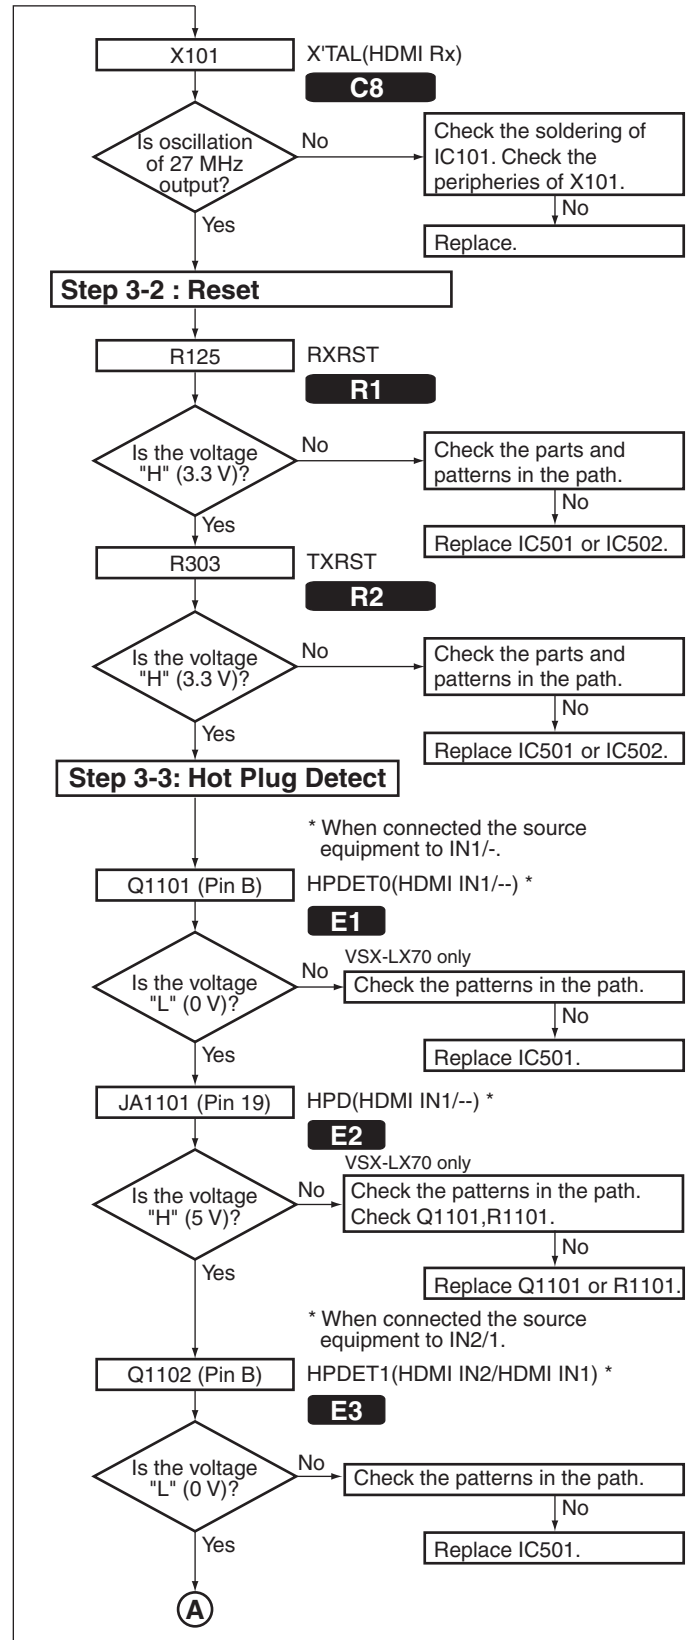 X101
X'TAL(HDMI Rx)
C8
Is oscillation
of 27 MHz
output?
No
Check the soldering of
IC101. Check the
peripheries of X101.
No
Replace.
Yes
Step 3-2 : Reset
R125
RXRST
R1
Is the voltage
"H" (3.3 V)?
No
Check the parts and
patterns in the path.
No
Replace IC501 or IC502.
Yes
R303
TXRST
R2
Is the voltage
"H" (3.3 V)?
No
Check the parts and
patterns in the path.
No
Replace IC501 or IC502.
Yes
Step 3-3: Hot Plug Detect
* When connected the source
equipment to IN1/-.
Q1101 (Pin B)
HPDET0(HDMI IN1/--) *
E1
VSX-LX70 only
Is the voltage
"L" (0 V)?
No
Check the patterns in the path.
No
Replace IC501.
Yes
JA1101 (Pin 19)
HPD(HDMI IN1/--) *
E2
VSX-LX70 only
Is the voltage
"H" (5 V)?
No
Check the patterns in the path.
Check Q1101,R1101.
No
Replace Q1101 or R1101.
Yes
* When connected the source
equipment to IN2/1.
Q1102 (Pin B)
HPDET1(HDMI IN2/HDMI IN1) *
E3
Is the voltage
"L" (0 V)?
No
Check the patterns in the path.
No
Replace IC501.
Yes
A